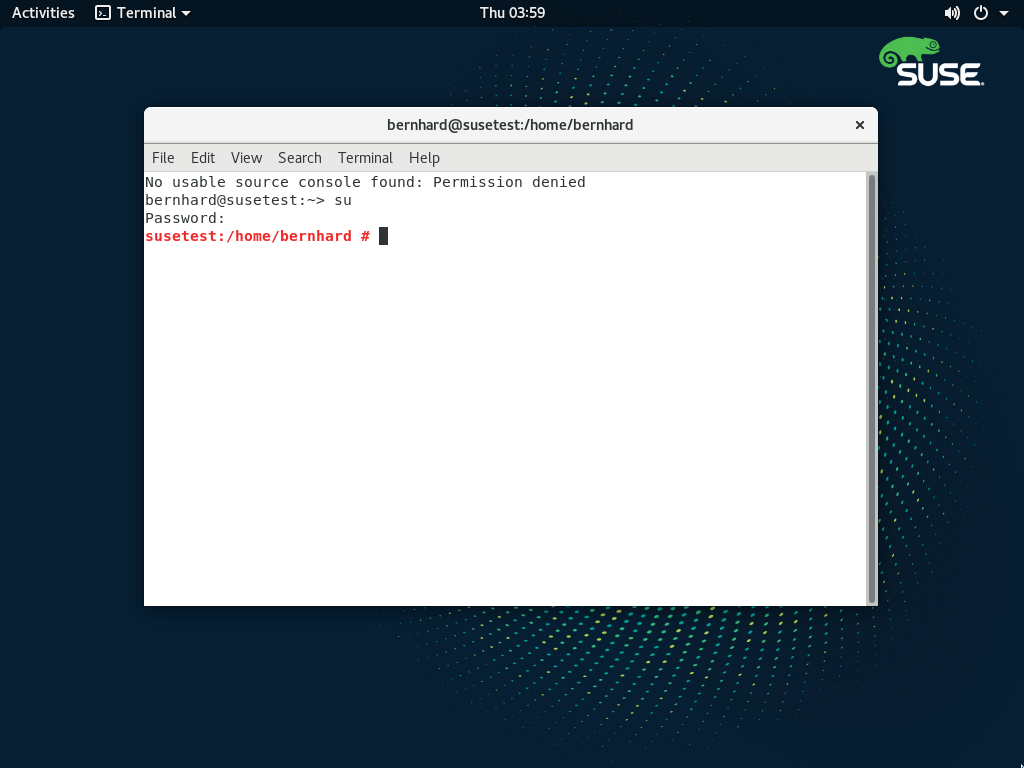 Activities Terminal Thu 03:59
SUSE
bernhard@susetest:/home/bernhard
File Edit View Search Terminal Help
No usable source console found: Permission denied
bernhard@susetest:~> su
Password:
susetest:/home/bernhard #